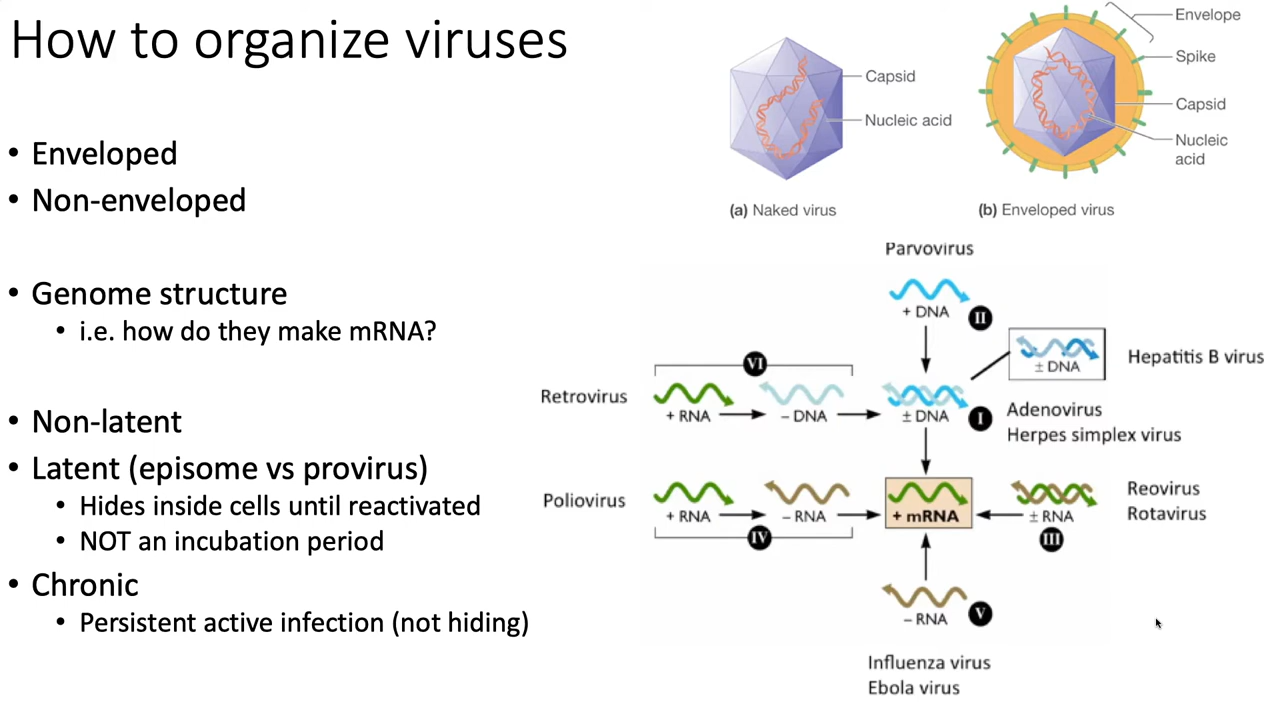 How to organize viruses
• Enveloped
• Non-enveloped
• Genome structure
• i.e. how do they make mRNA?
• Non-latent
• Latent (episome vs provirus)
• Hides inside cells until reactivated
• NOT an incubation period
• Chronic
• Persistent active infection (not hiding)
Capsid
Nucleic acid
(a) Naked virus
Envelope
Spike
Capsid
Nucleic
acid
(b) Enveloped virus
Parvovirus
+ DNA
II
± DNA
Hepatitis B virus
VI
Retrovirus
+ RNA
– DNA
± DNA
I
Adenovirus
Herpes simplex virus
Poliovirus
+ RNA
– RNA
IV
+ mRNA
± RNA
III
Reovirus
Rotavirus
– RNA
V
Influenza virus
Ebola virus